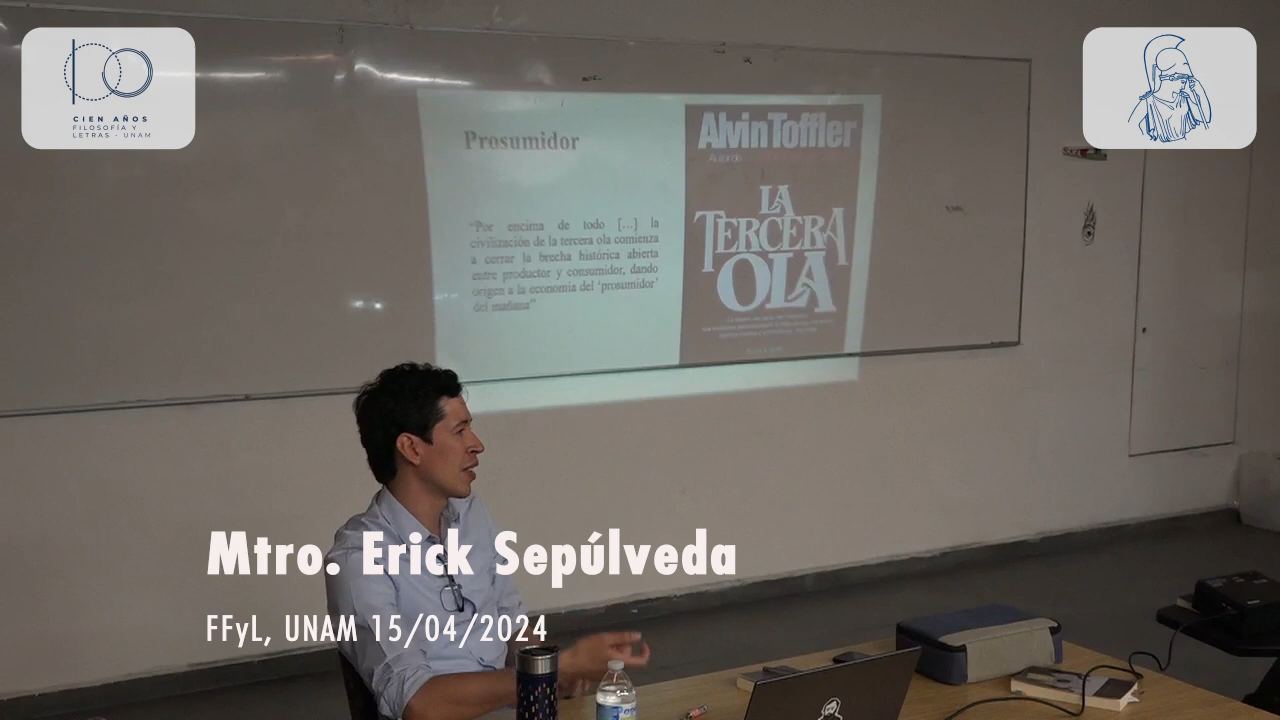 CIEN AÑOS
FILOSOFÍA Y
LETRAS - UNAM
Prosumidor
“Por encima de todo [...] la
civilización de la tercera ola comienza
a cerrar la brecha histórica abierta
entre productor y consumidor, dando
origen a la economía del ‘prosumidor’
del mañana”
Alvin Toffler
Autor de
LA
TERCERA
OLA
Mtro. Erick Sepúlveda
FFyL, UNAM 15/04/2024